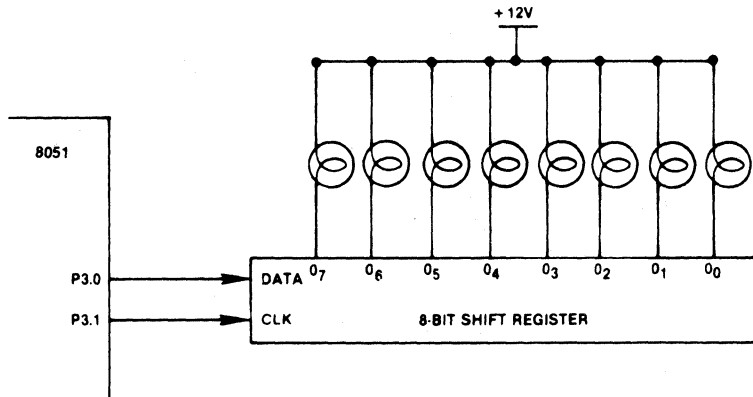 + 12V
8051
P3.0
DATA
O7 O6 O5 O4 O3 O2 O1 O0
P3.1
CLK
8-BIT SHIFT REGISTER